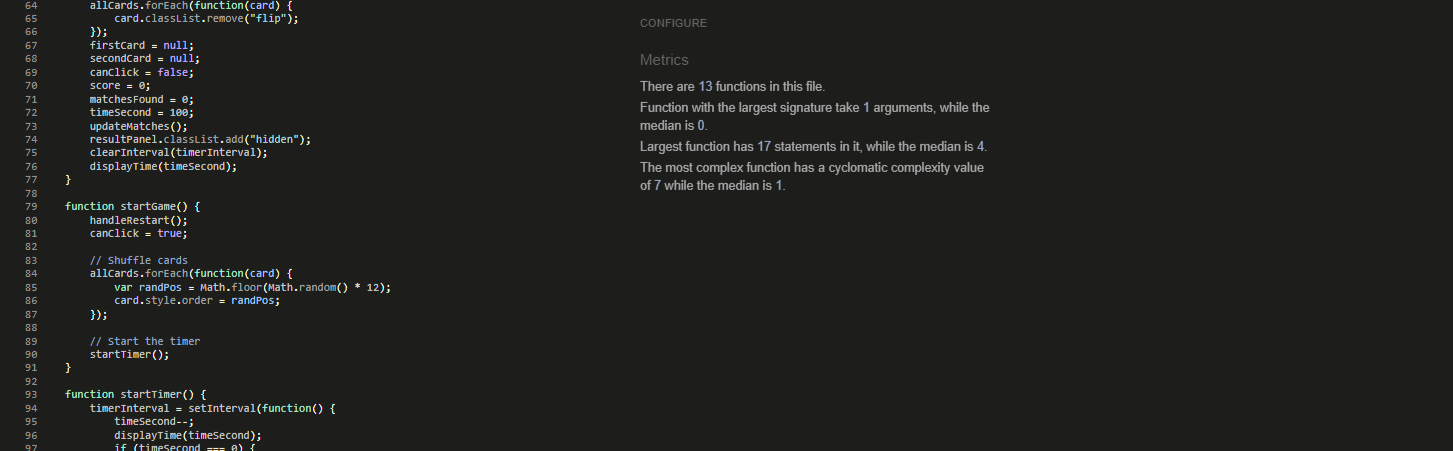 64 allCards.forEach(function(card) {
65 card.classList.remove("flip");
66 });
67 firstCard = null;
68 secondCard = null;
69 canClick = false;
70 score = 0;
71 matchesFound = 0;
72 timeSecond = 100;
73 updateMatches();
74 resultPanel.classList.add("hidden");
75 clearInterval(timerInterval);
76 displayTime(timeSecond);
77 }
78
79 function startGame() {
80 handleRestart();
81 canClick = true;
82
83 // Shuffle cards
84 allCards.forEach(function(card) {
85 var randPos = Math.floor(Math.random() * 12);
86 card.style.order = randPos;
87 });
88
89 // Start the timer
90 startTimer();
91 }
92
93 function startTimer() {
94 timerInterval = setInterval(function() {
95 timeSecond--;
96 displayTime(timeSecond);
97 if (timeSecond === 0) {
CONFIGURE
Metrics
There are 13 functions in this file.
Function with the largest signature take 1 arguments, while the
median is 0.
Largest function has 17 statements in it, while the median is 4.
The most complex function has a cyclomatic complexity value
of 7 while the median is 1.